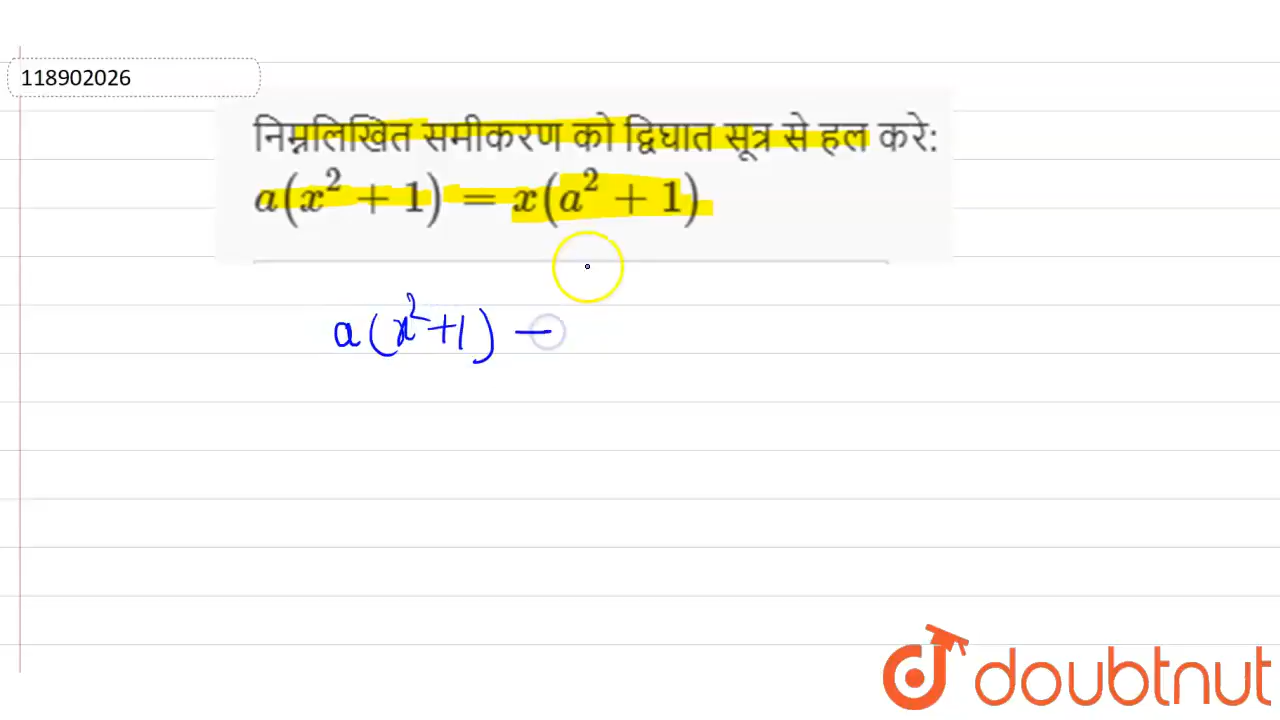 118902026
निम्नलिखित समीकरण को द्विघात सूत्र से हल करे:
a(x² + 1) = x(a² + 1)
a(x²+1) —
doubtnut